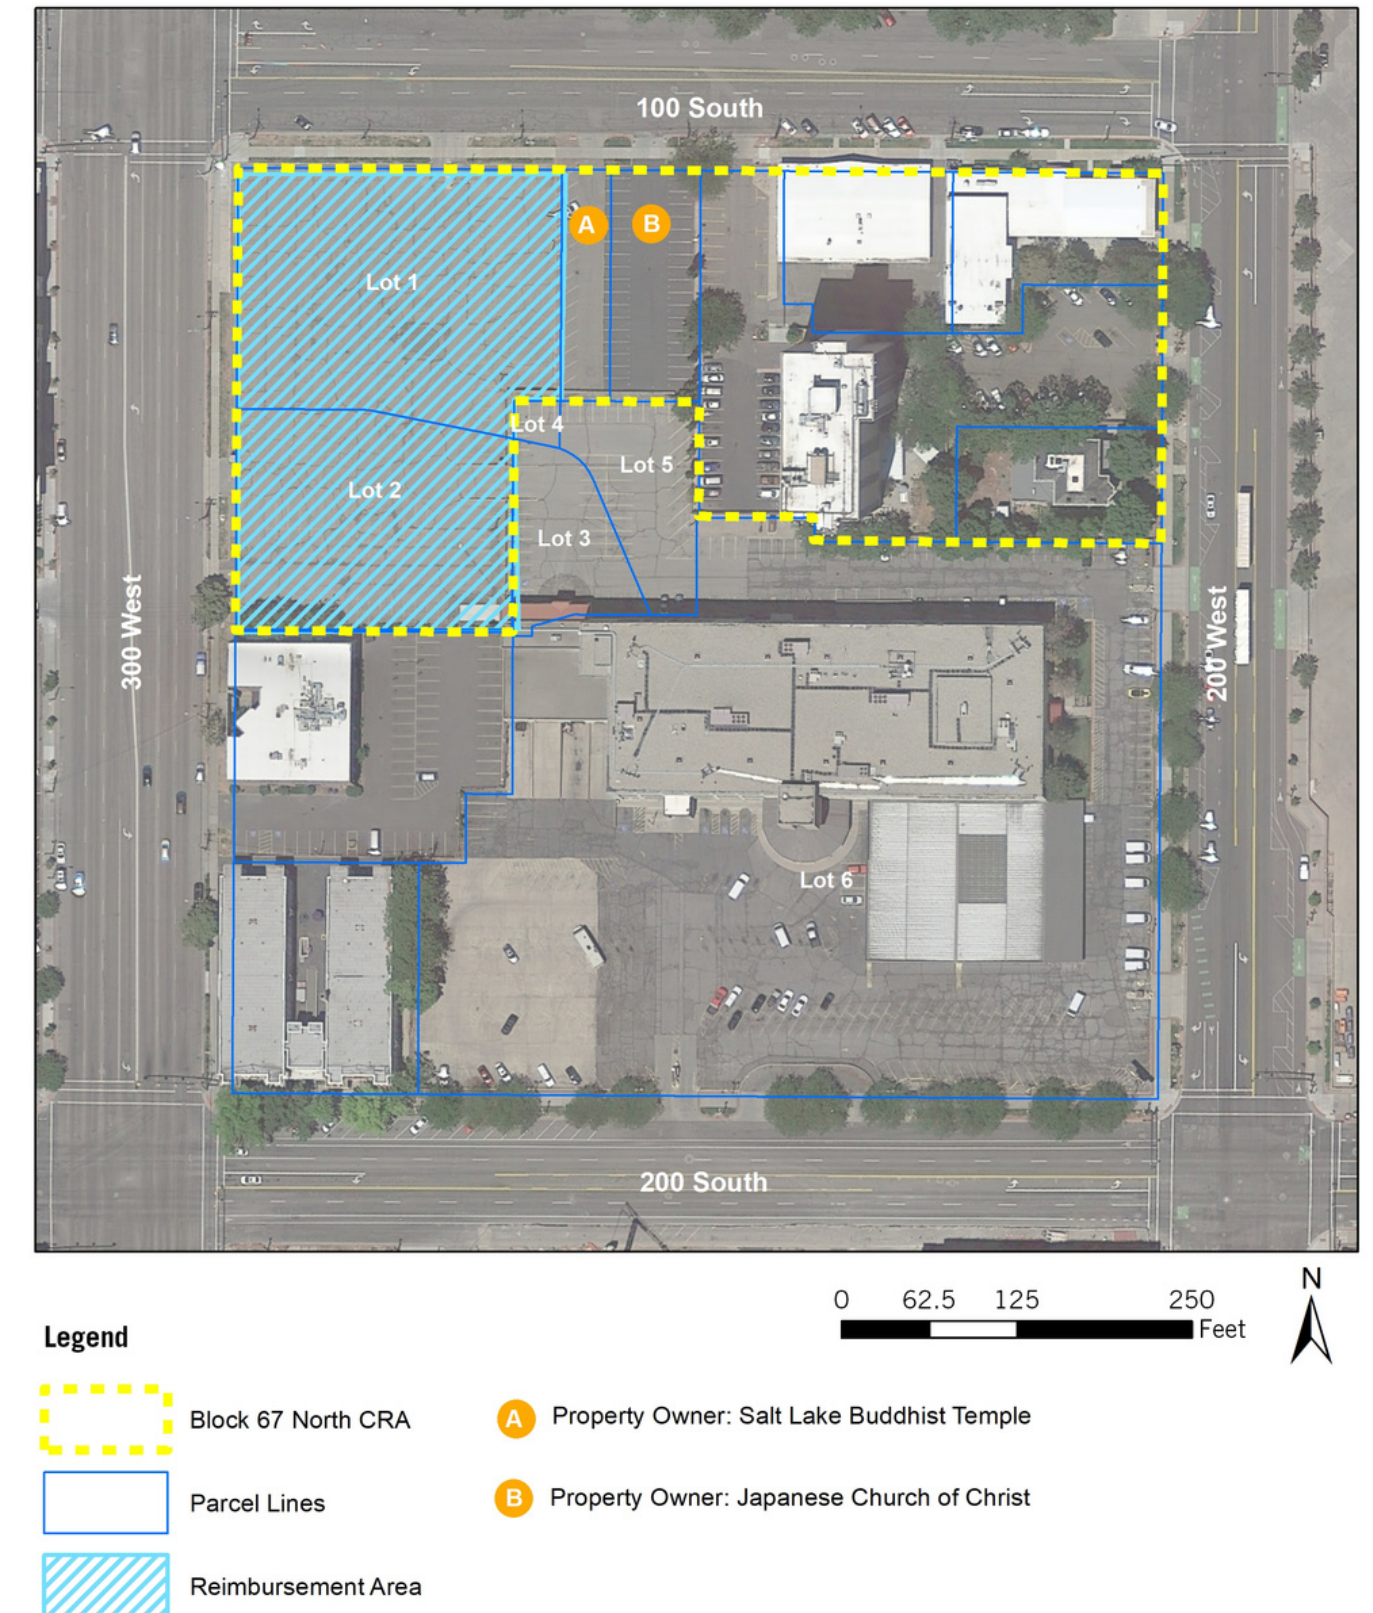 100 South
A
B
Lot 1
Lot 4
Lot 5
Lot 2
Lot 3
300 West
200 West
Lot 6
200 South
N
0 62.5 125 250
Feet
Legend
Block 67 North CRA
A Property Owner: Salt Lake Buddhist Temple
Parcel Lines
B Property Owner: Japanese Church of Christ
Reimbursement Area